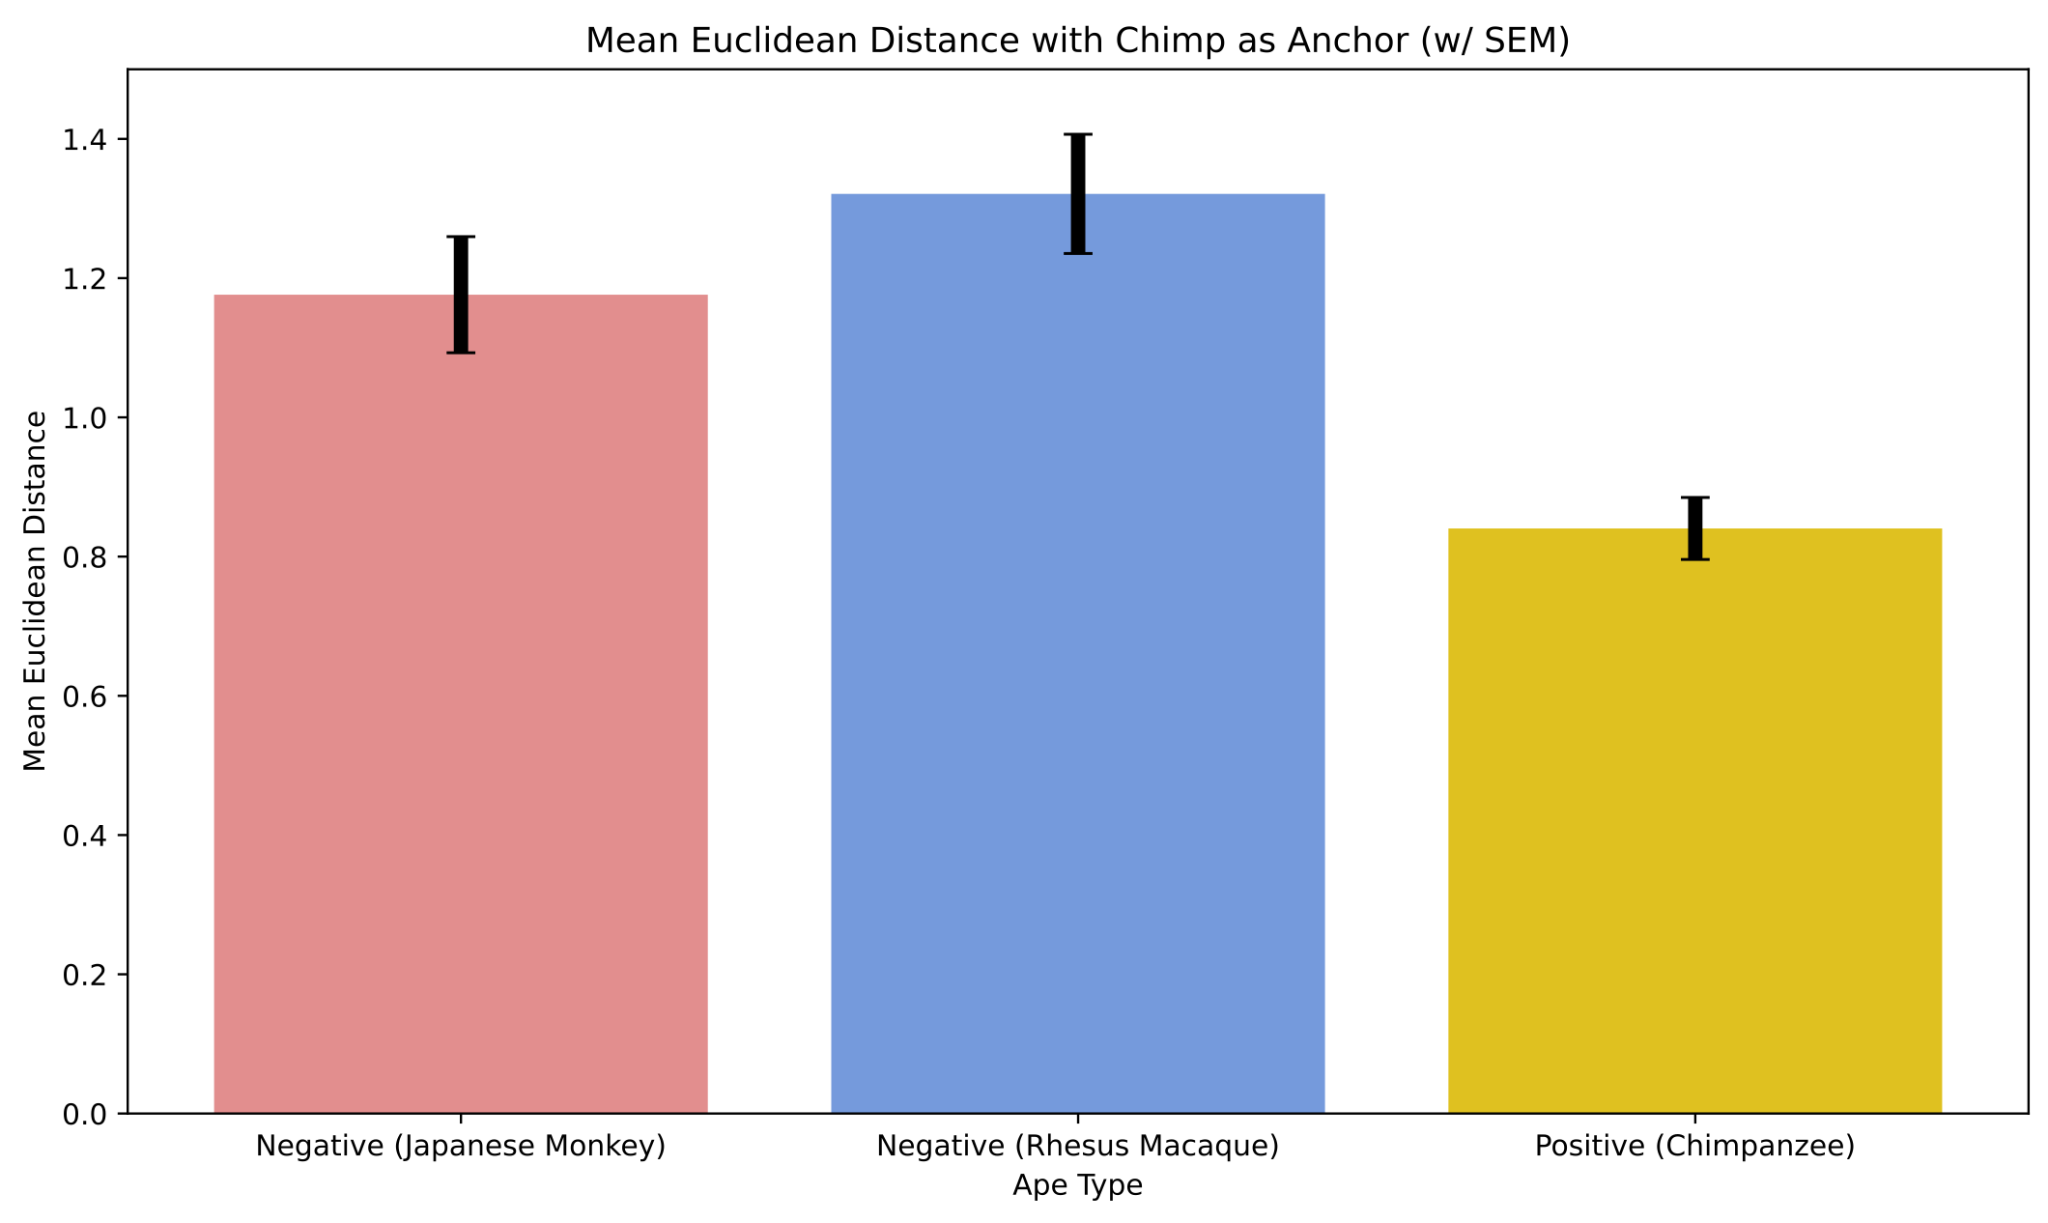 Mean Euclidean Distance with Chimp as Anchor (w/ SEM)
Mean Euclidean Distance
1.4
1.2
1.0
0.8
0.6
0.4
0.2
0.0
Negative (Japanese Monkey)
Negative (Rhesus Macaque)
Positive (Chimpanzee)
Ape Type